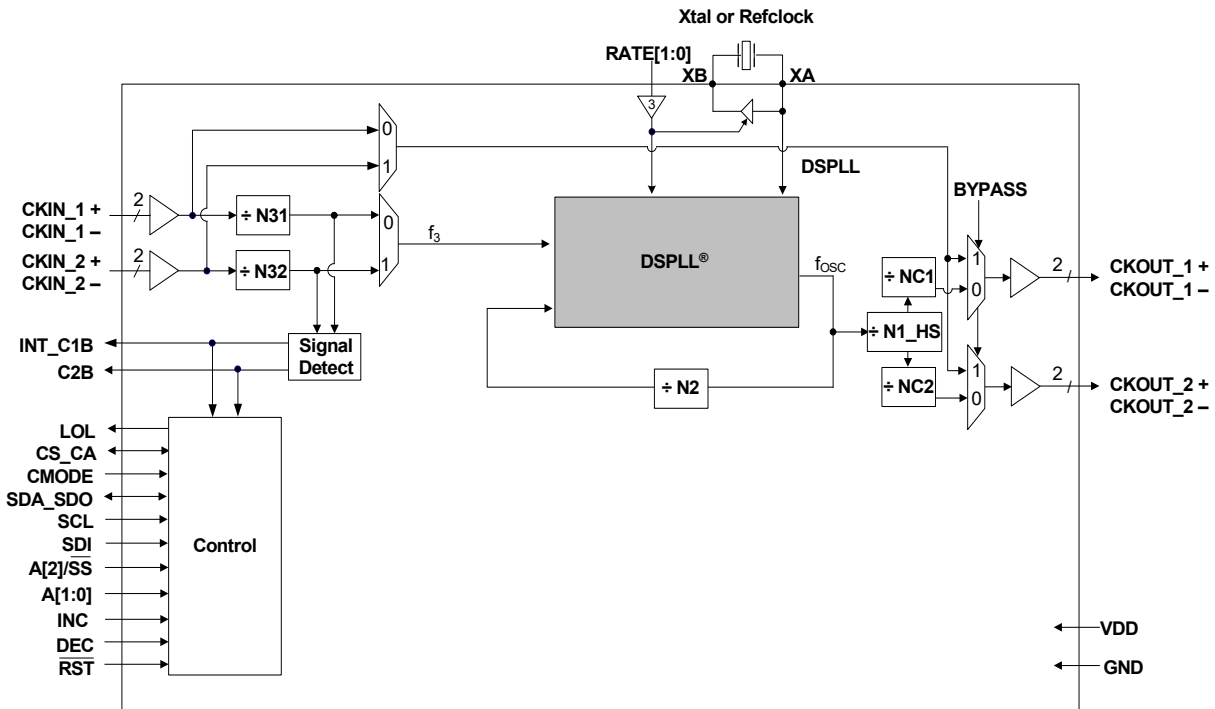 Xtal or Refclock
RATE[1:0]
XB
XA
3
0
1
DSPLL
BYPASS
2
CKIN_1 +
CKIN_1 –
÷ N31
0
f3
1
2
CKIN_2 +
CKIN_2 –
÷ N32
DSPLL®
fOSC
÷ NC1
1
0
2
CKOUT_1 +
CKOUT_1 –
÷ N1_HS
INT_C1B
C2B
Signal
Detect
÷ N2
÷ NC2
1
0
2
CKOUT_2 +
CKOUT_2 –
LOL
CS_CA
CMODE
SDA_SDO
SCL
SDI
A[2]/S̅S̅
A[1:0]
INC
DEC
R̅S̅T̅
Control
VDD
GND